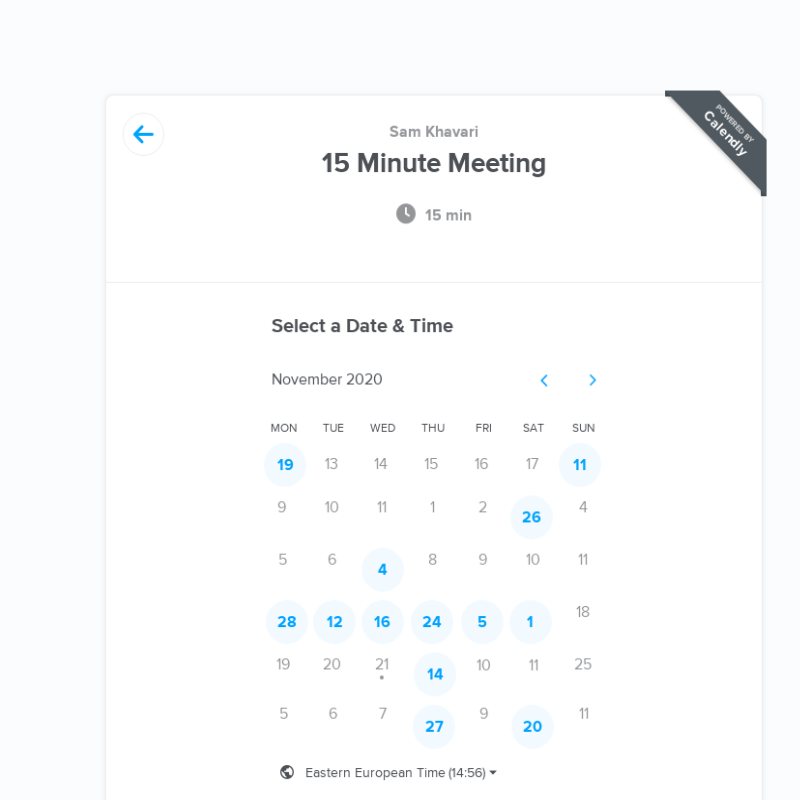 POWERED BY
Calendly
Sam Khavari
15 Minute Meeting
15 min
Select a Date & Time
November 2020
MON TUE WED THU FRI SAT SUN
19 13 14 15 16 17 11
9 10 11 1 2 26 4
5 6 4 8 9 10 11
28 12 16 24 5 1 18
19 20 21 14 10 11 25
5 6 7 27 9 20 11
Eastern European Time (14:56)